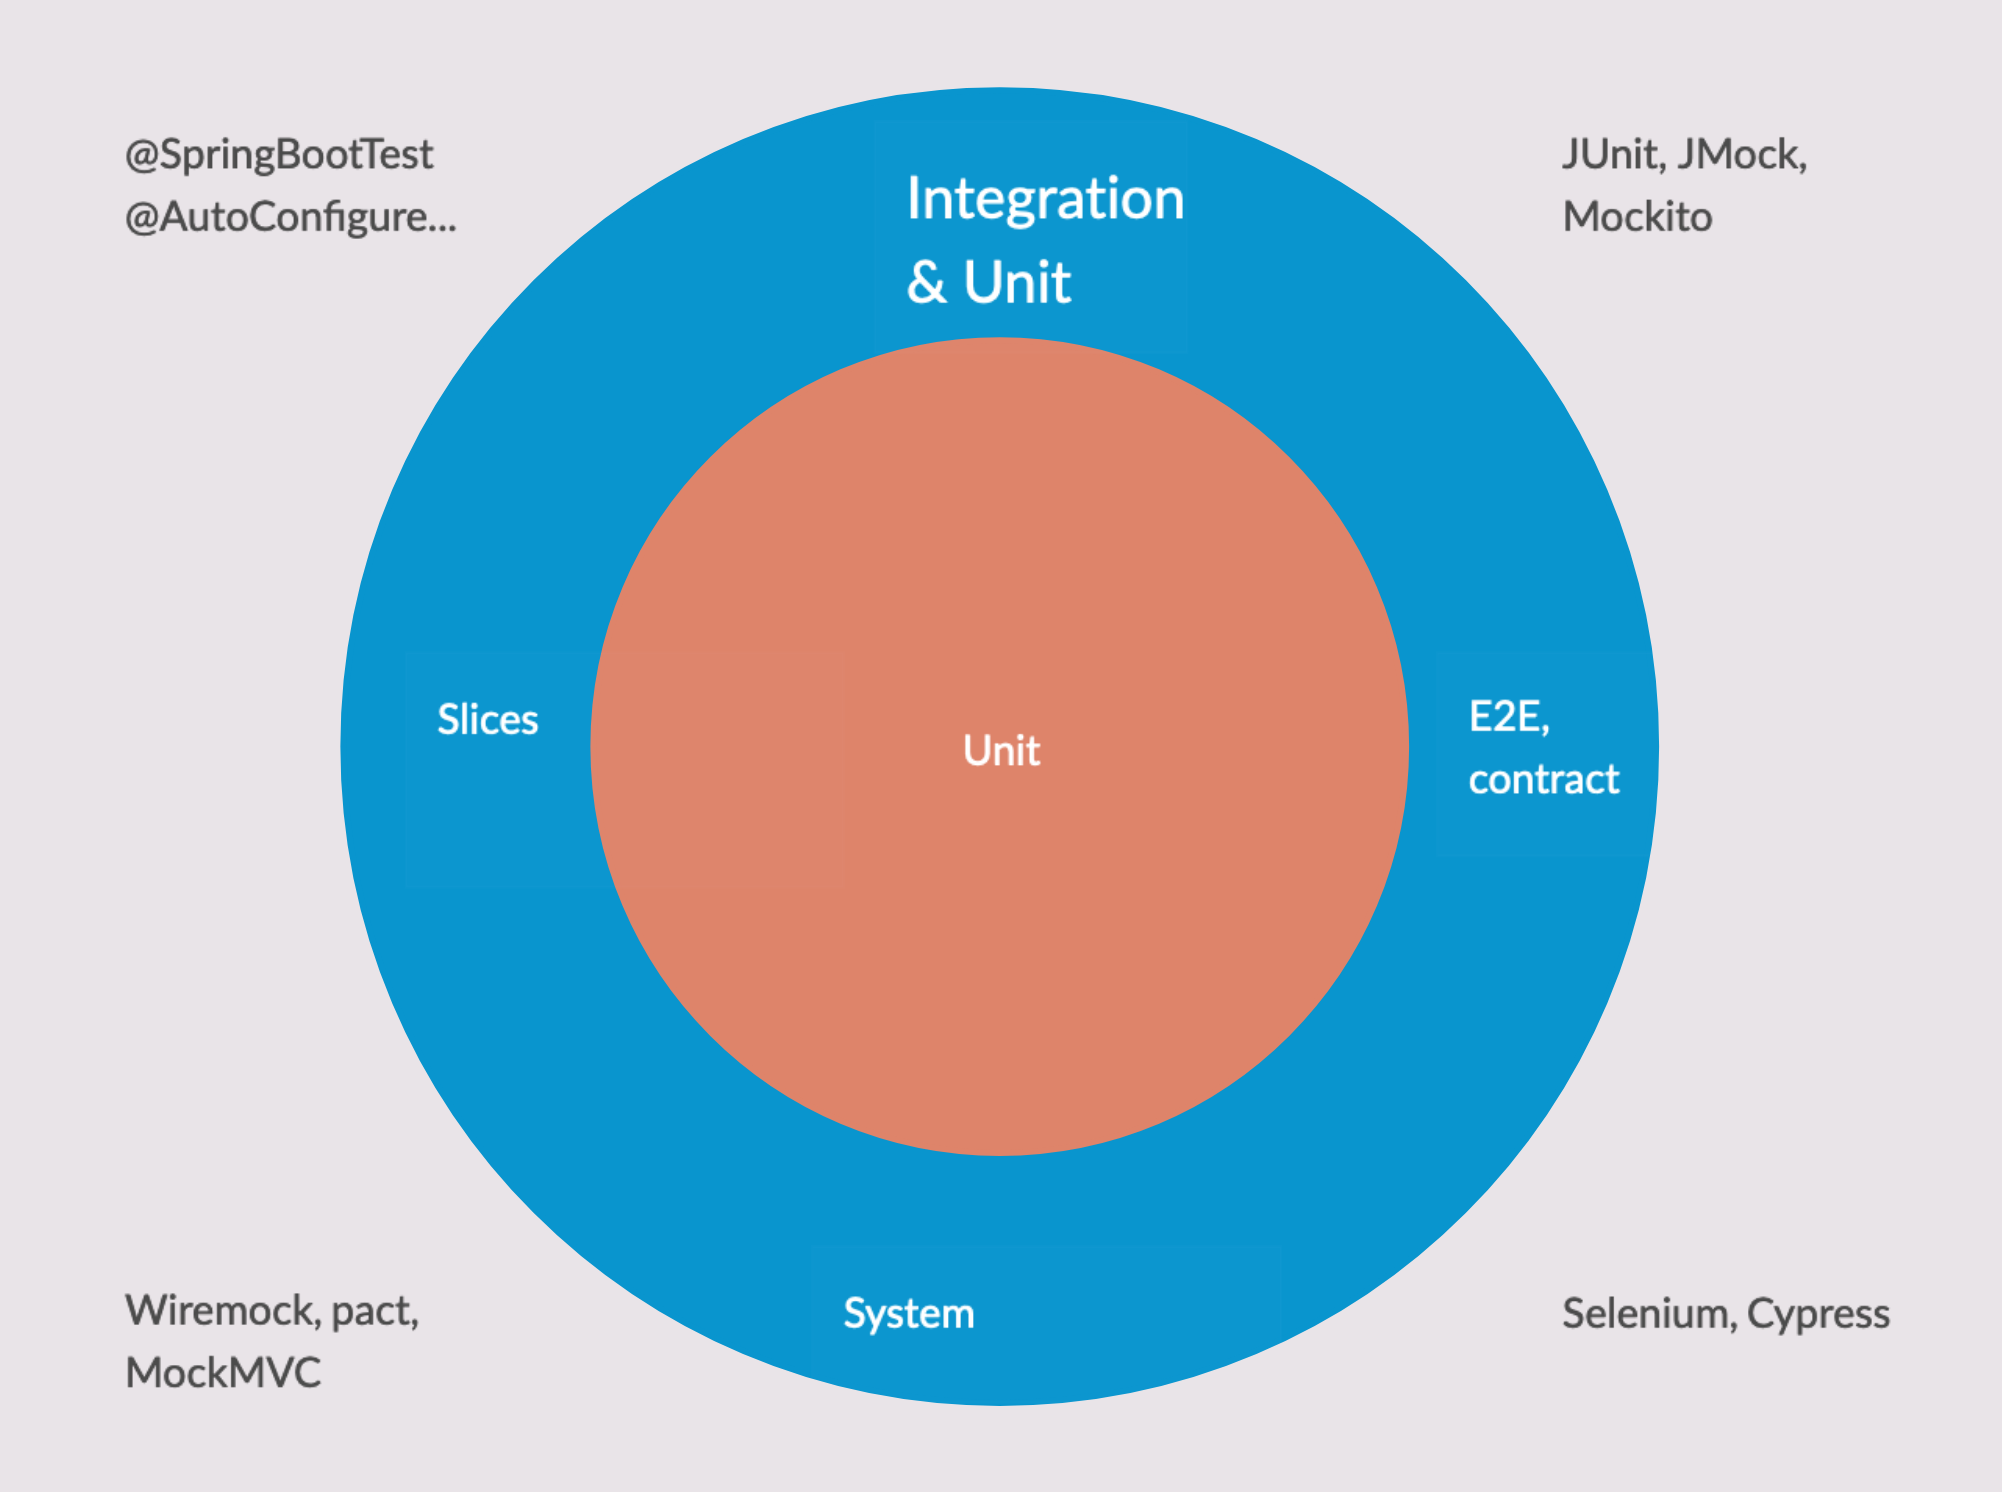 @SpringBootTest
@AutoConfigure...
JUnit, JMock,
Mockito
Integration
& Unit
Slices
Unit
E2E,
contract
System
Wiremock, pact,
MockMVC
Selenium, Cypress